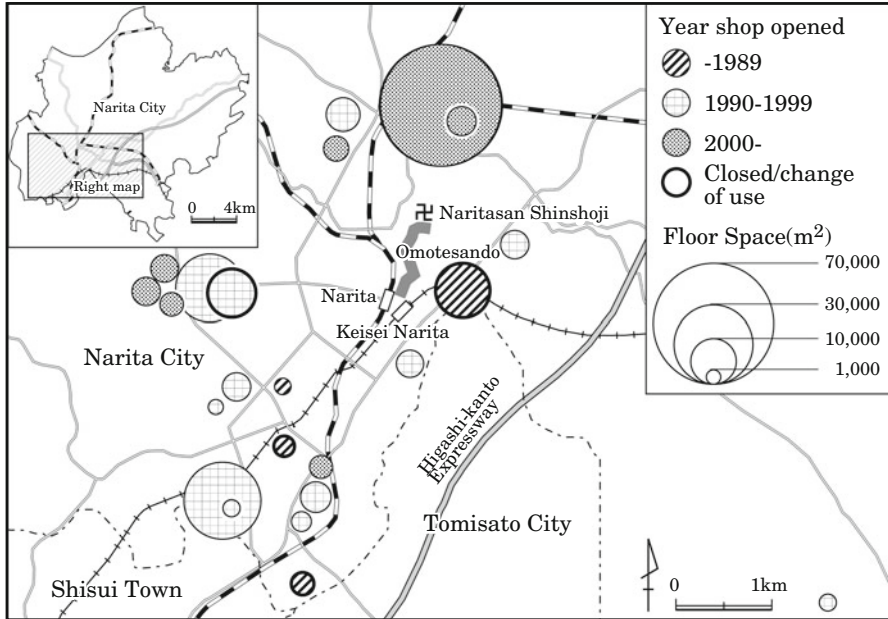 Narita City
Right map
0 4km
Year shop opened
-1989
1990-1999
2000-
Closed/change
of use
Floor Space(m²)
70,000
30,000
10,000
1,000
卍 Naritasan Shinshoji
Omotesando
Narita
Keisei Narita
Narita City
Higashi-kanto
Expressway
Tomisato City
Shisui Town
0 1km